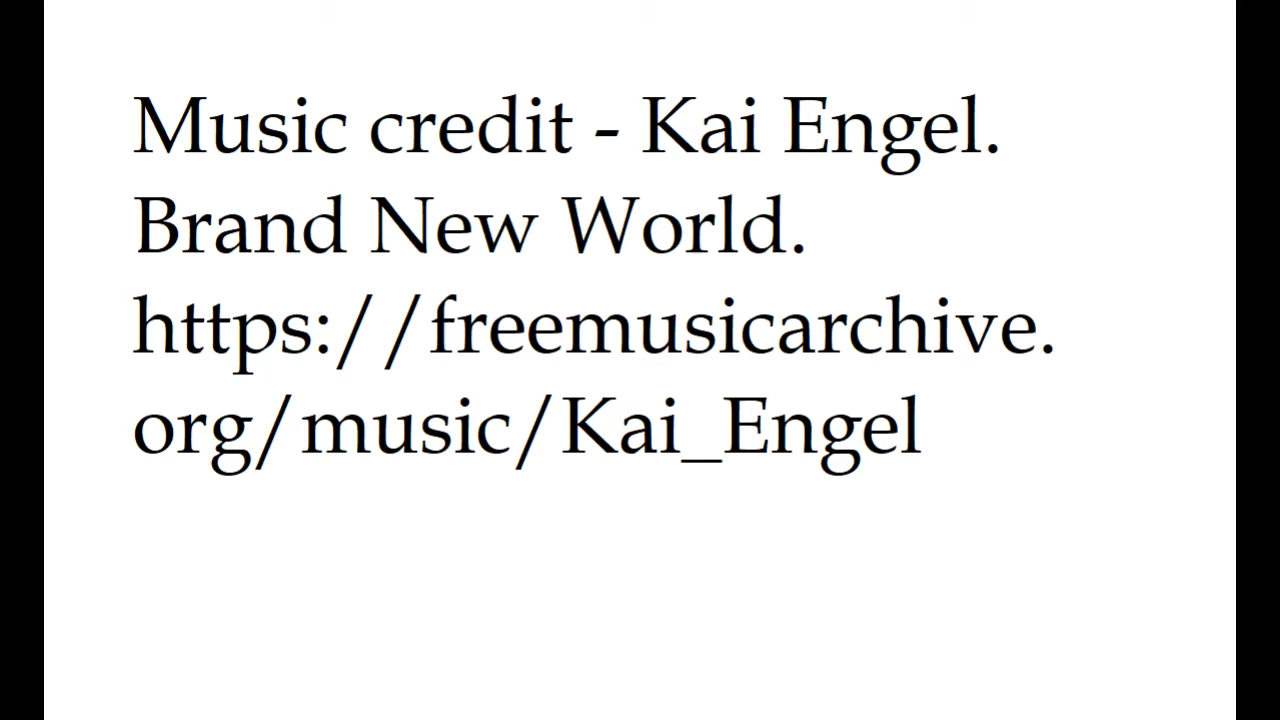 Music credit - Kai Engel.
Brand New World.
https://freemusicarchive.
org/music/Kai_Engel